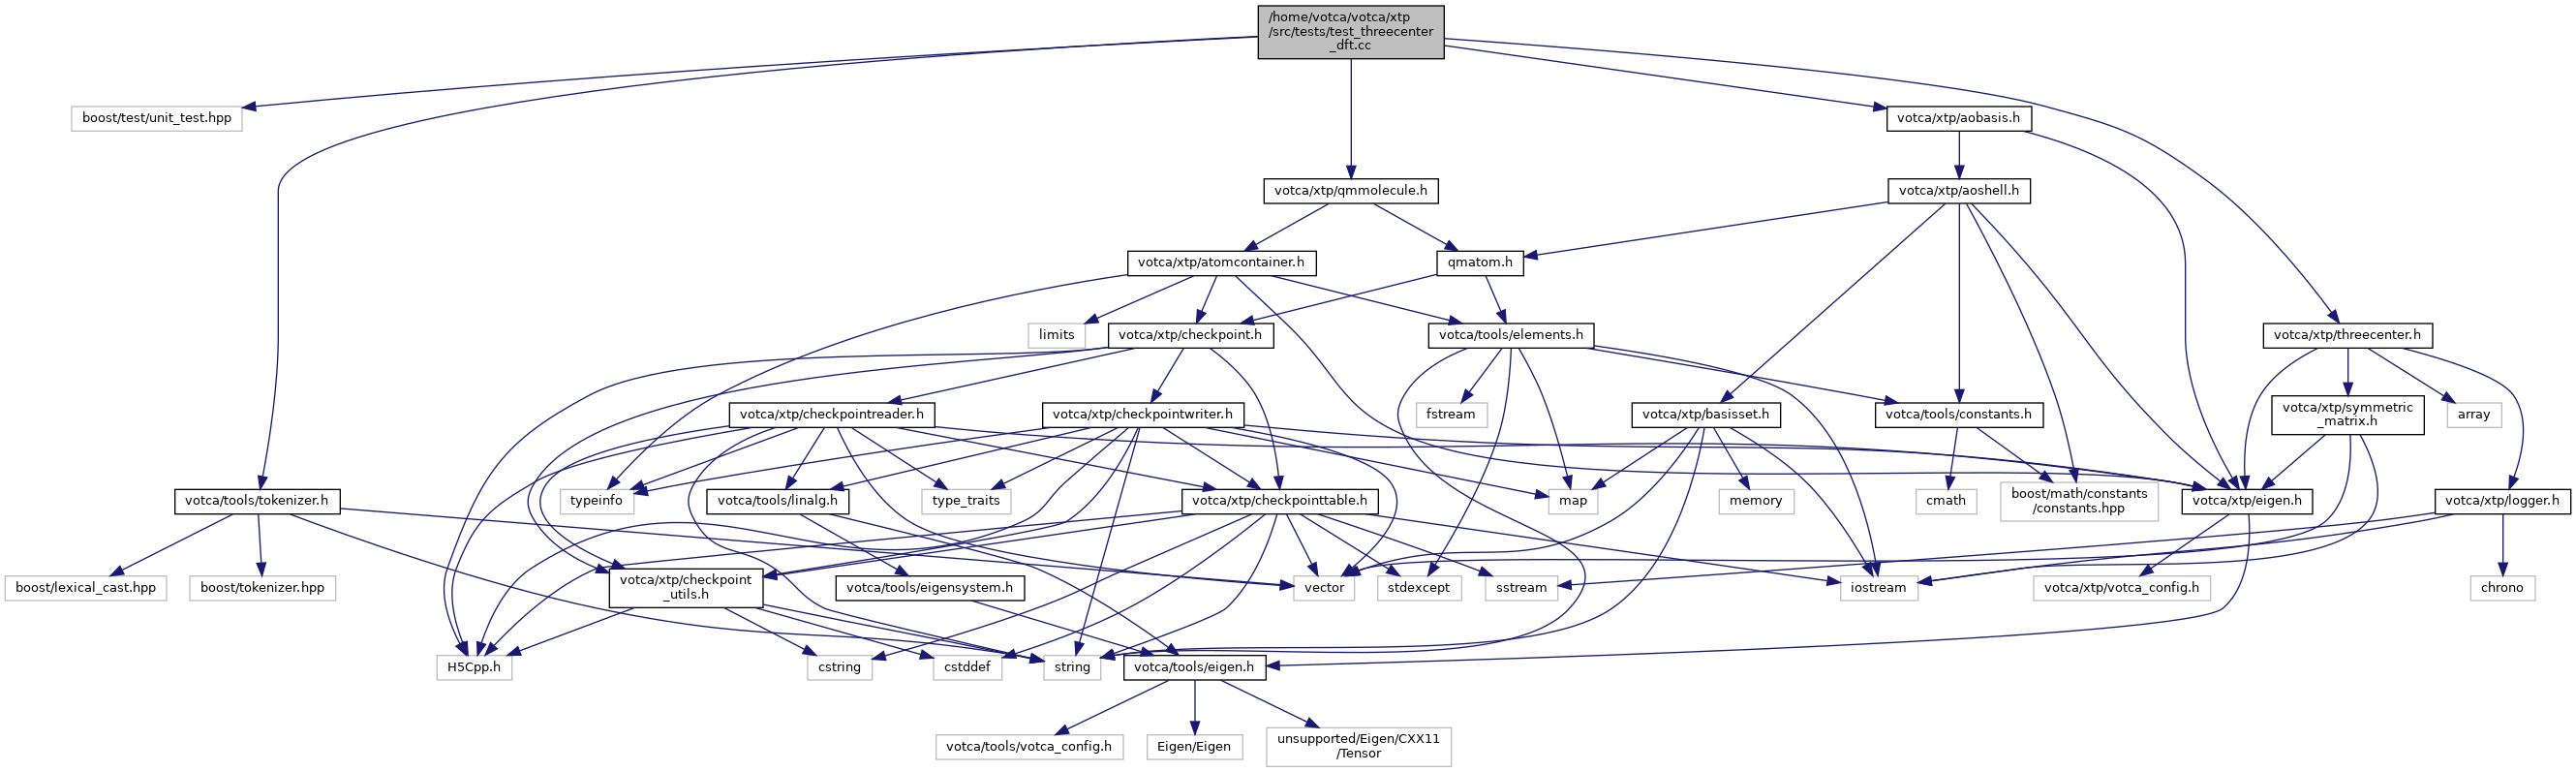 /home/votca/votca/xtp
/src/tests/test_threecenter
_dft.cc
boost/test/unit_test.hpp
votca/xtp/aobasis.h
votca/xtp/qmmolecule.h
votca/xtp/aoshell.h
votca/xtp/atomcontainer.h
qmatom.h
limits
votca/xtp/checkpoint.h
votca/tools/elements.h
votca/xtp/threecenter.h
votca/xtp/checkpointreader.h
votca/xtp/checkpointwriter.h
fstream
votca/xtp/basisset.h
votca/tools/constants.h
votca/xtp/symmetric
_matrix.h
array
votca/tools/tokenizer.h
typeinfo
votca/tools/linalg.h
type_traits
votca/xtp/checkpointtable.h
map
memory
cmath
boost/math/constants
/constants.hpp
votca/xtp/eigen.h
votca/xtp/logger.h
boost/lexical_cast.hpp
boost/tokenizer.hpp
votca/xtp/checkpoint
_utils.h
votca/tools/eigensystem.h
vector
stdexcept
sstream
iostream
votca/xtp/votca_config.h
chrono
H5Cpp.h
cstring
cstddef
string
votca/tools/eigen.h
votca/tools/votca_config.h
Eigen/Eigen
unsupported/Eigen/CXX11
/Tensor